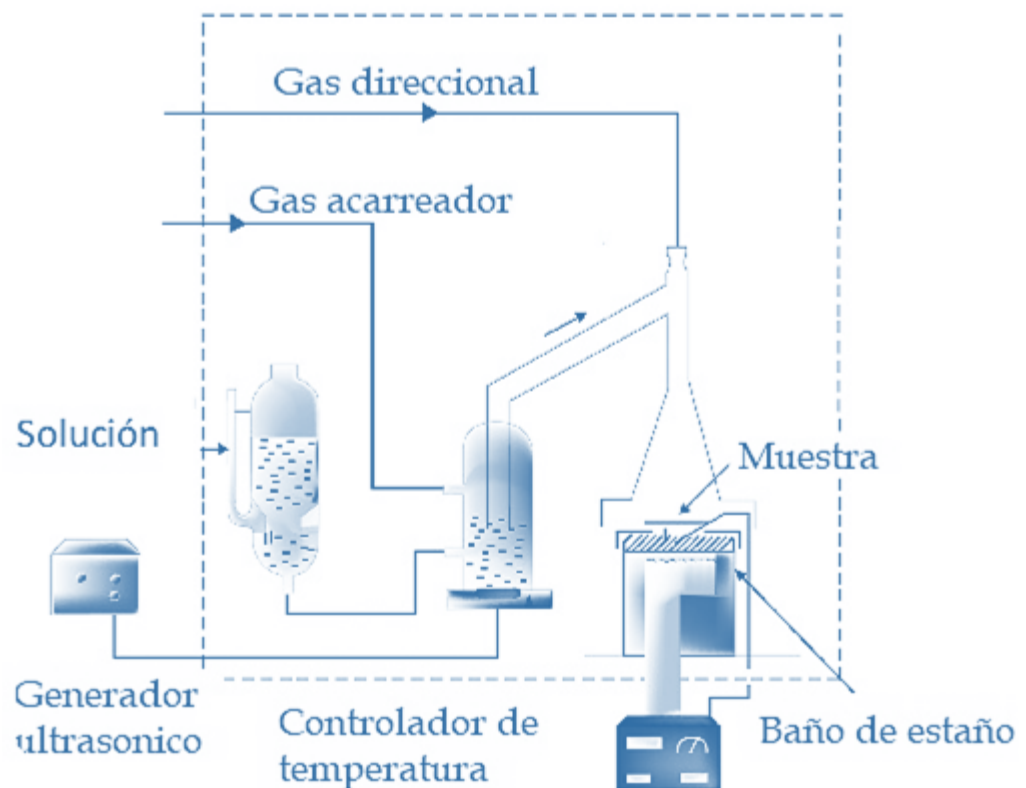 Gas direccional
Gas acarreador
Solución
Muestra
Generador
ultrasonico
Controlador de
temperatura
Baño de estaño